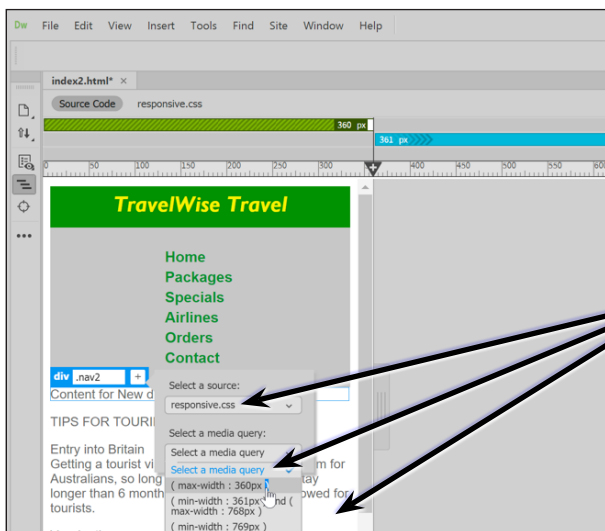 Dw File Edit View Insert Tools Find Site Window Help
index2.html* ×
Source Code responsive.css
360 px
361 px
0 50 100 150 200 250 300 400 450 500 550
TravelWise Travel
Home
Packages
Specials
Airlines
Orders
Contact
div .nav2 +
Content for New d
Select a source:
responsive.css
TIPS FOR TOURI
Select a media query:
Entry into Britain
Select a media query
Getting a tourist vi m for
Select a media query
Australians, so long tay
( max-width : 360px )
longer than 6 month owed for
( min-width : 361px nd (
max-width : 768px )
tourists.
( min-width : 769px )